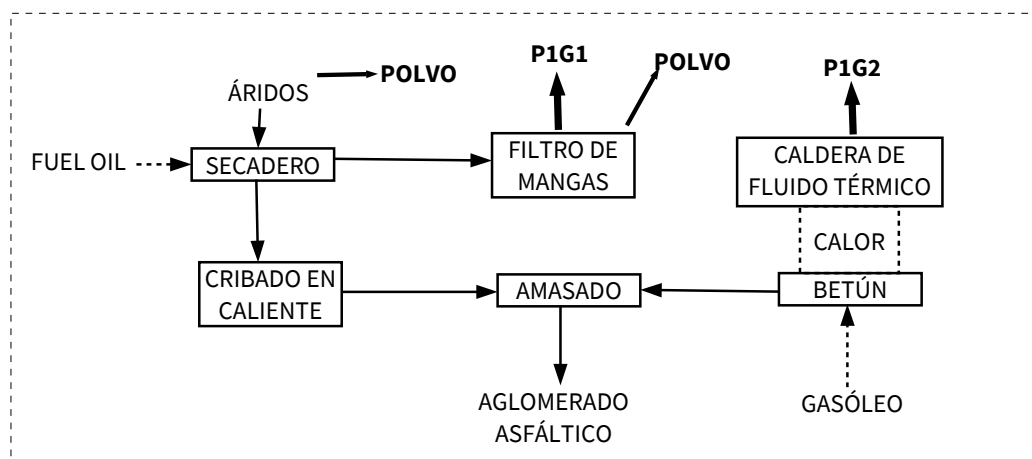 P1G1
POLVO
POLVO
P1G2
ÁRIDOS
FUEL OIL
SECADERO
FILTRO DE
MANGAS
CALDERA DE
FLUIDO TÉRMICO
CALOR
CRIBADO EN
CALIENTE
AMASADO
BETÚN
AGLOMERADO
ASFÁLTICO
GASÓLEO